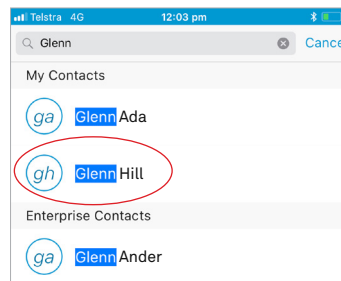 Telstra 4G 12:03 pm
Glenn Cance
My Contacts
ga Glenn Ada
gh Glenn Hill
Enterprise Contacts
ga Glenn Ander